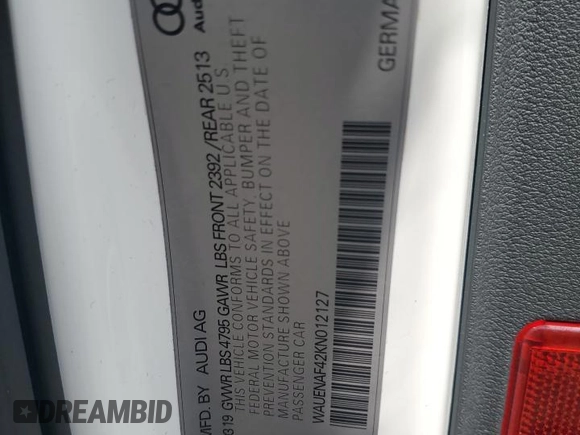 Audi
GERMA
MFD. BY AUDI AG
319 GVWR LBS 4795 GAWR LBS FRONT 2392 / REAR 2513
THIS VEHICLE CONFORMS TO ALL APPLICABLE U S
FEDERAL MOTOR VEHICLE SAFETY, BUMPER AND THEFT
PREVENTION STANDARDS IN EFFECT ON THE DATE OF
MANUFACTURE SHOWN ABOVE
PASSENGER CAR
WAUENAF42KN012127
DREAMBID
.COM